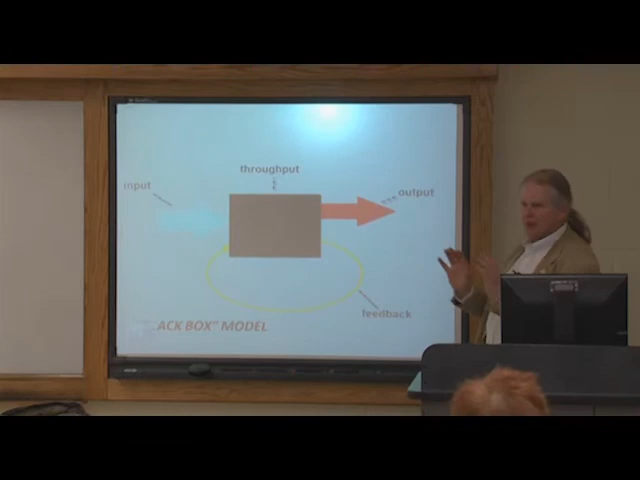 throughput
input
output
feedback
ACK BOX" MODEL